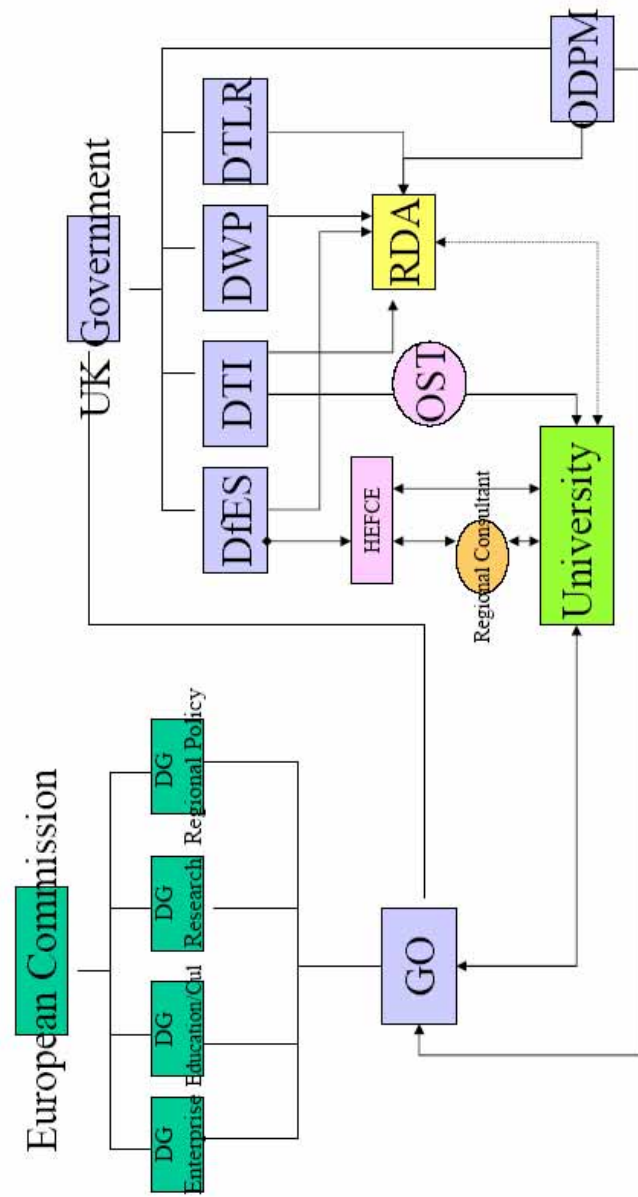 European Commission
UK Government
DG
Enterprise
DG
Education/Cul
DG
Research
DG
Regional Policy
DfES
DTI
DWP
DTLR
ODPM
GO
HEFCE
OST
RDA
Regional Consultant
University